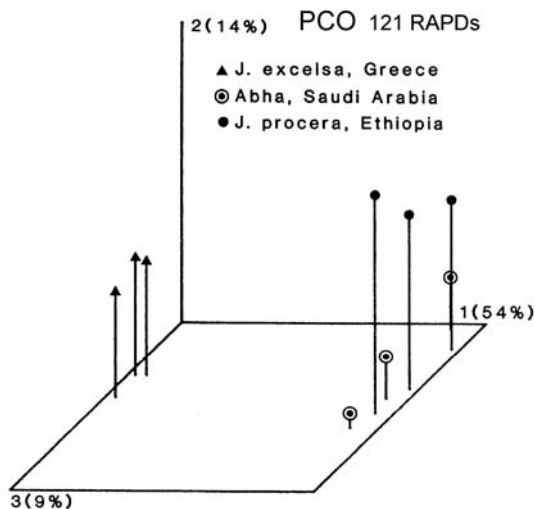 2(14%) PCO 121 RAPDs
J. excelsa, Greece
Abha, Saudi Arabia
J. procera, Ethiopia
1(54%)
3(9%)